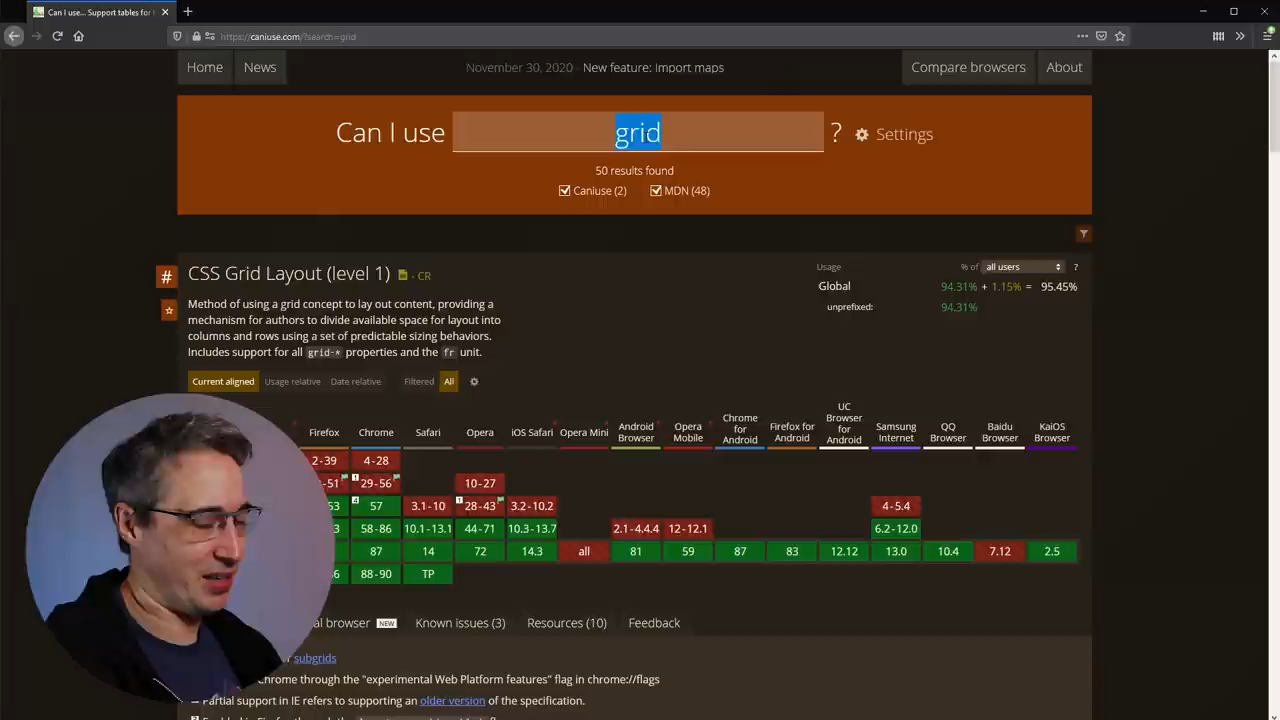 Can I use... Support tables for
https://caniuse.com/?search=grid
Home
News
November 30, 2020 - New feature: Import maps
Compare browsers
About
Can I use
grid
?
Settings
50 results found
Caniuse (2)
MDN (48)
#
CSS Grid Layout (level 1)
- CR
Usage
% of
all users
?
Global
94.31% + 1.15% = 95.45%
unprefixed:
94.31%
Method of using a grid concept to lay out content, providing a
mechanism for authors to divide available space for layout into
columns and rows using a set of predictable sizing behaviors.
Includes support for all grid-* properties and the fr unit.
Current aligned
Usage relative
Date relative
Filtered
All
Firefox
Chrome
Safari
Opera
iOS Safari
Opera Mini
Android Browser
Opera Mobile
Chrome for Android
Firefox for Android
UC Browser for Android
Samsung Internet
QQ Browser
Baidu Browser
KaiOS Browser
2-39 4-28
-51 29-56 10-27
53 57 3.1-10 28-43 3.2-10.2 4-5.4
3 58-86 10.1-13.1 44-71 10.3-13.7 2.1-4.4.4 12-12.1 6.2-12.0
87 14 72 14.3 all 81 59 87 83 12.12 13.0 10.4 7.12 2.5
6 88-90 TP
al browser NEW
Known issues (3)
Resources (10)
Feedback
subgrids
Chrome through the "experimental Web Platform features" flag in chrome://flags
Partial support in IE refers to supporting an older version of the specification.